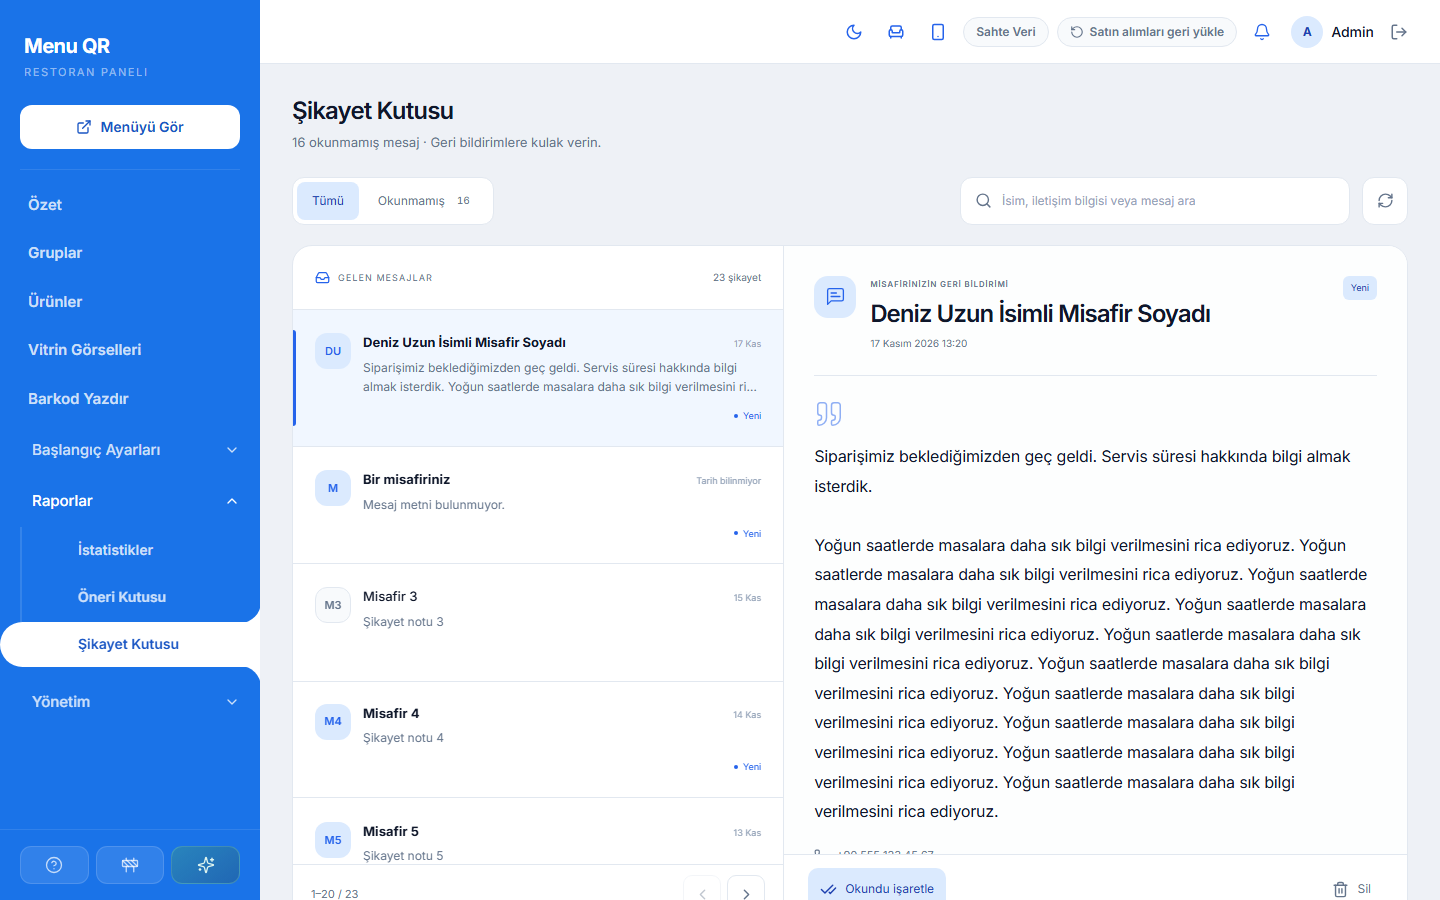 Menu QR
RESTORAN PANELİ
Menüyü Gör
Özet
Gruplar
Ürünler
Vitrin Görselleri
Barkod Yazdır
Başlangıç Ayarları
Raporlar
İstatistikler
Öneri Kutusu
Şikayet Kutusu
Yönetim
Sahte Veri
Satın alımları geri yükle
A
Admin
Şikayet Kutusu
16 okunmamış mesaj · Geri bildirimlere kulak verin.
Tümü
Okunmamış 16
İsim, iletişim bilgisi veya mesaj ara
GELEN MESAJLAR
23 şikayet
DU
Deniz Uzun İsimli Misafir Soyadı
17 Kas
Siparişimiz beklediğimizden geç geldi. Servis süresi hakkında bilgi
almak isterdik. Yoğun saatlerde masalara daha sık bilgi verilmesini ri...
Yeni
M
Bir misafiriniz
Tarih bilinmiyor
Mesaj metni bulunmuyor.
Yeni
M3
Misafir 3
15 Kas
Şikayet notu 3
M4
Misafir 4
14 Kas
Şikayet notu 4
Yeni
M5
Misafir 5
13 Kas
Şikayet notu 5
1–20 / 23
MİSAFİRİNİZİN GERİ BİLDİRİMİ
Yeni
Deniz Uzun İsimli Misafir Soyadı
17 Kasım 2026 13:20
Siparişimiz beklediğimizden geç geldi. Servis süresi hakkında bilgi almak
isterdik.
Yoğun saatlerde masalara daha sık bilgi verilmesini rica ediyoruz. Yoğun
saatlerde masalara daha sık bilgi verilmesini rica ediyoruz. Yoğun saatlerde
masalara daha sık bilgi verilmesini rica ediyoruz. Yoğun saatlerde masalara
daha sık bilgi verilmesini rica ediyoruz. Yoğun saatlerde masalara daha sık
bilgi verilmesini rica ediyoruz. Yoğun saatlerde masalara daha sık bilgi
verilmesini rica ediyoruz. Yoğun saatlerde masalara daha sık bilgi
verilmesini rica ediyoruz. Yoğun saatlerde masalara daha sık bilgi
verilmesini rica ediyoruz. Yoğun saatlerde masalara daha sık bilgi
verilmesini rica ediyoruz. Yoğun saatlerde masalara daha sık bilgi
verilmesini rica ediyoruz.
Okundu işaretle
Sil